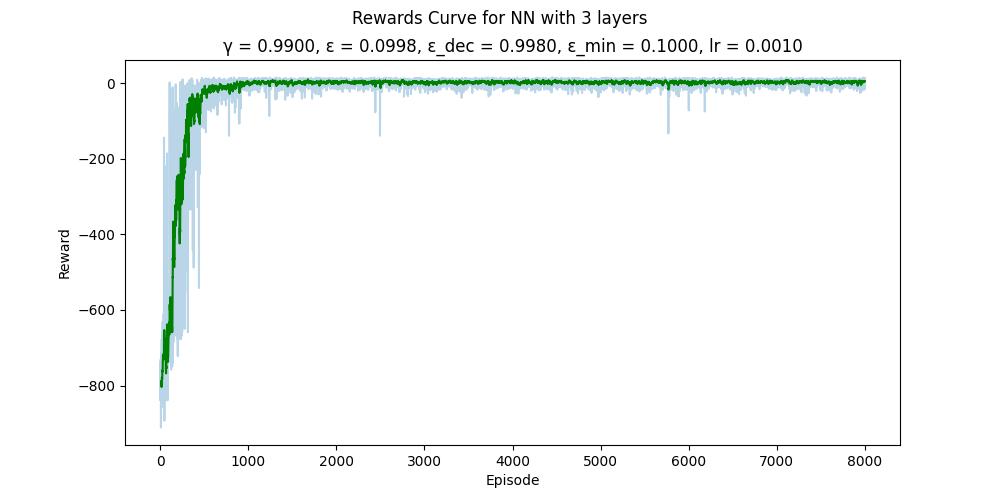 Rewards Curve for NN with 3 layers
γ = 0.9900, ε = 0.0998, ε_dec = 0.9980, ε_min = 0.1000, lr = 0.0010
0
−200
−400
−600
−800
Reward
0 1000 2000 3000 4000 5000 6000 7000 8000
Episode